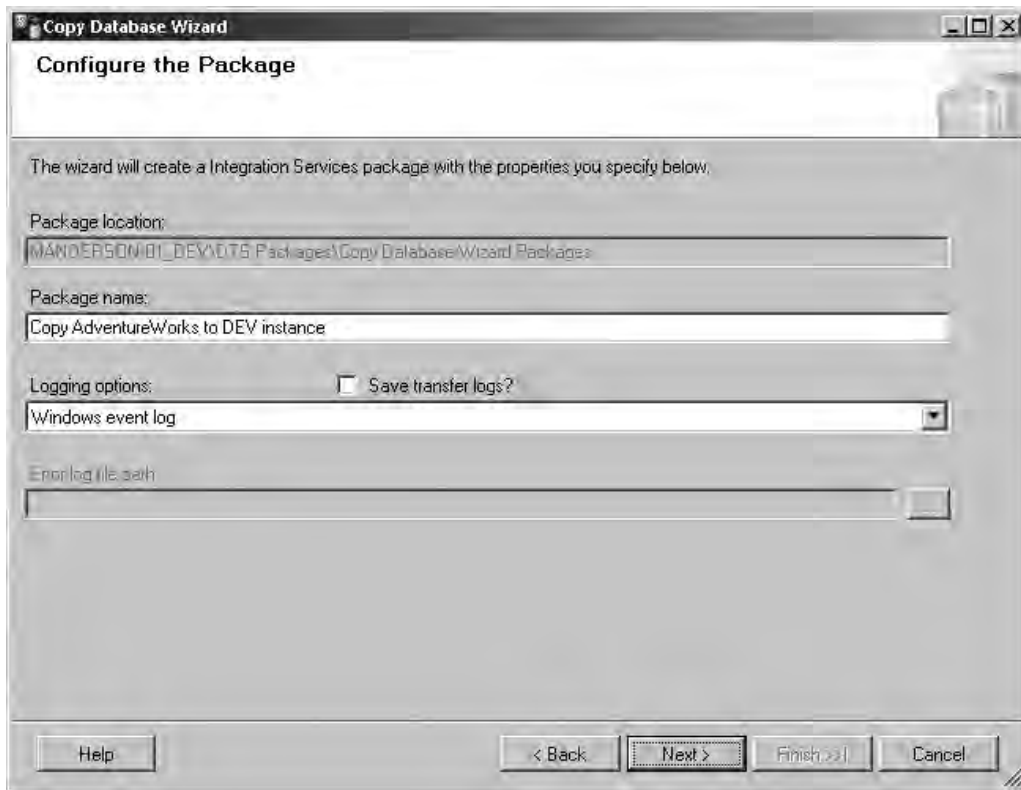 Copy Database Wizard
Configure the Package
The wizard will create a Integration Services package with the properties you specify below.
Package location:
MANDERSON-01_DEV\DTS Packages\Copy Database Wizard Packages
Package name:
Copy AdventureWorks to DEV instance
Logging options: Save transfer logs?
Windows event log
Error log file path:
Help < Back Next > Finish >>| Cancel